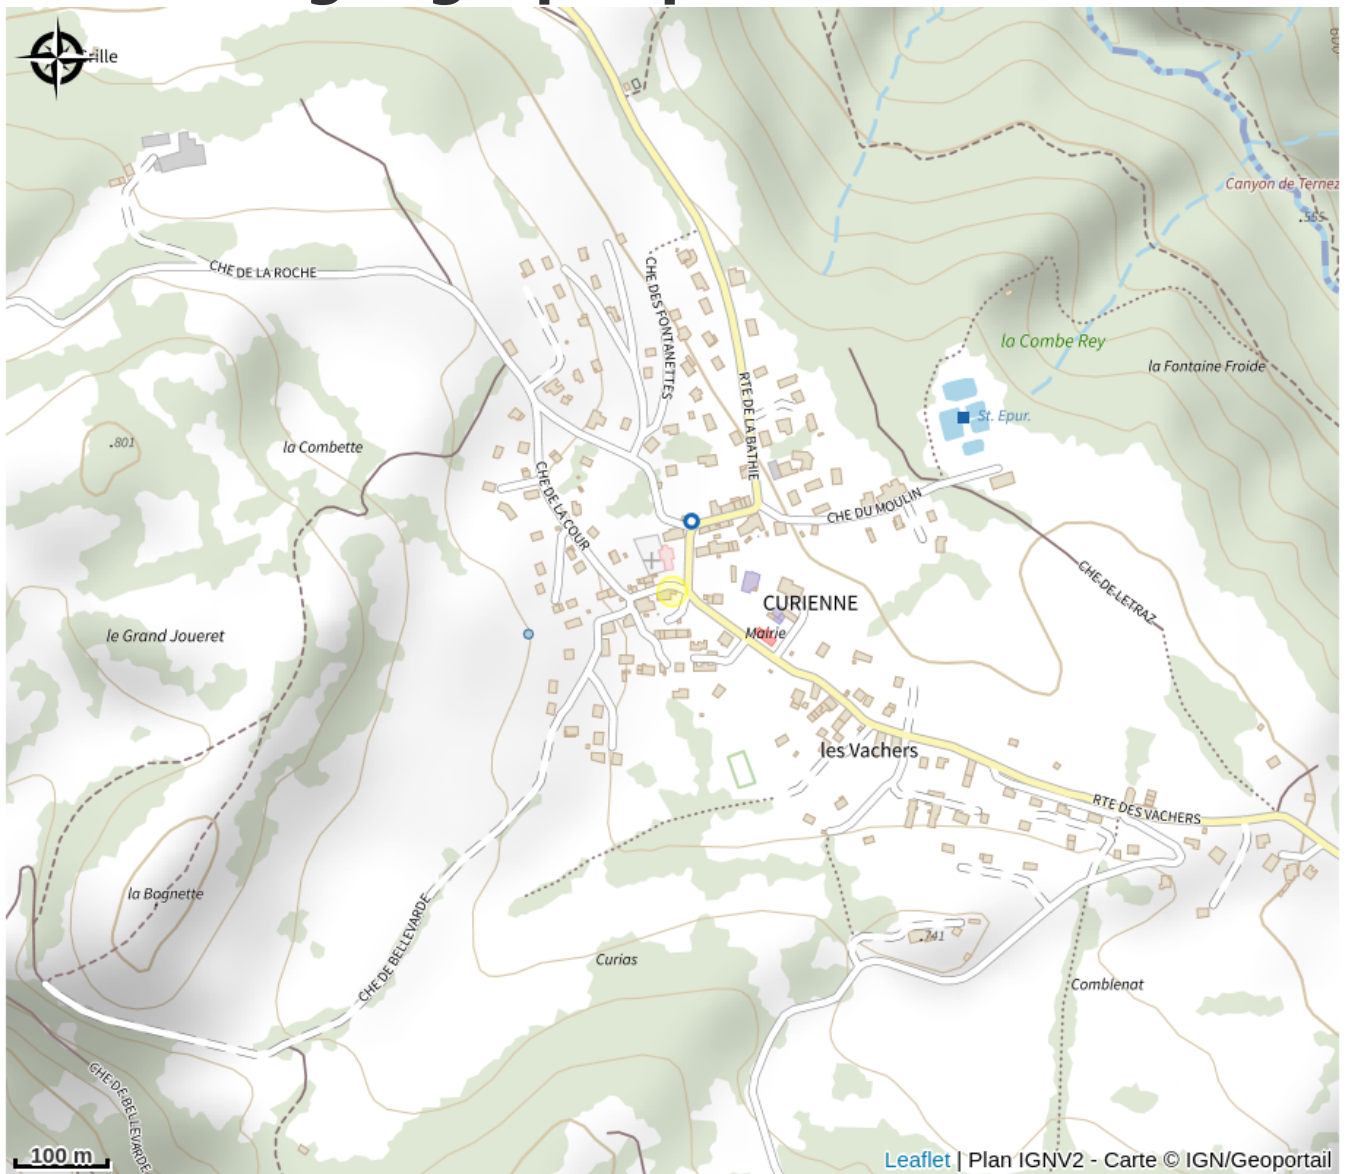 rille
600
Canyon de Ternez
.555
CHE DE LA ROCHE
CHE DES FONTANETTES
la Combe Rey
la Fontaine Froide
RTE DE LA BATHIE
St. Epur.
.801
la Combette
CHE DE LA COUR
CHE DU MOULIN
CHE-DE-LETRAZ
CURIENNE
Mairie
le Grand Joueret
les Vachers
RTE DES VACHERS
la Bognette
CHE DE BELLEVARDE
.741
Curias
Comblenat
CHE-DE-BELLEVARDE
100 m
Leaflet | Plan IGNV2 - Carte © IGN/Geoportail